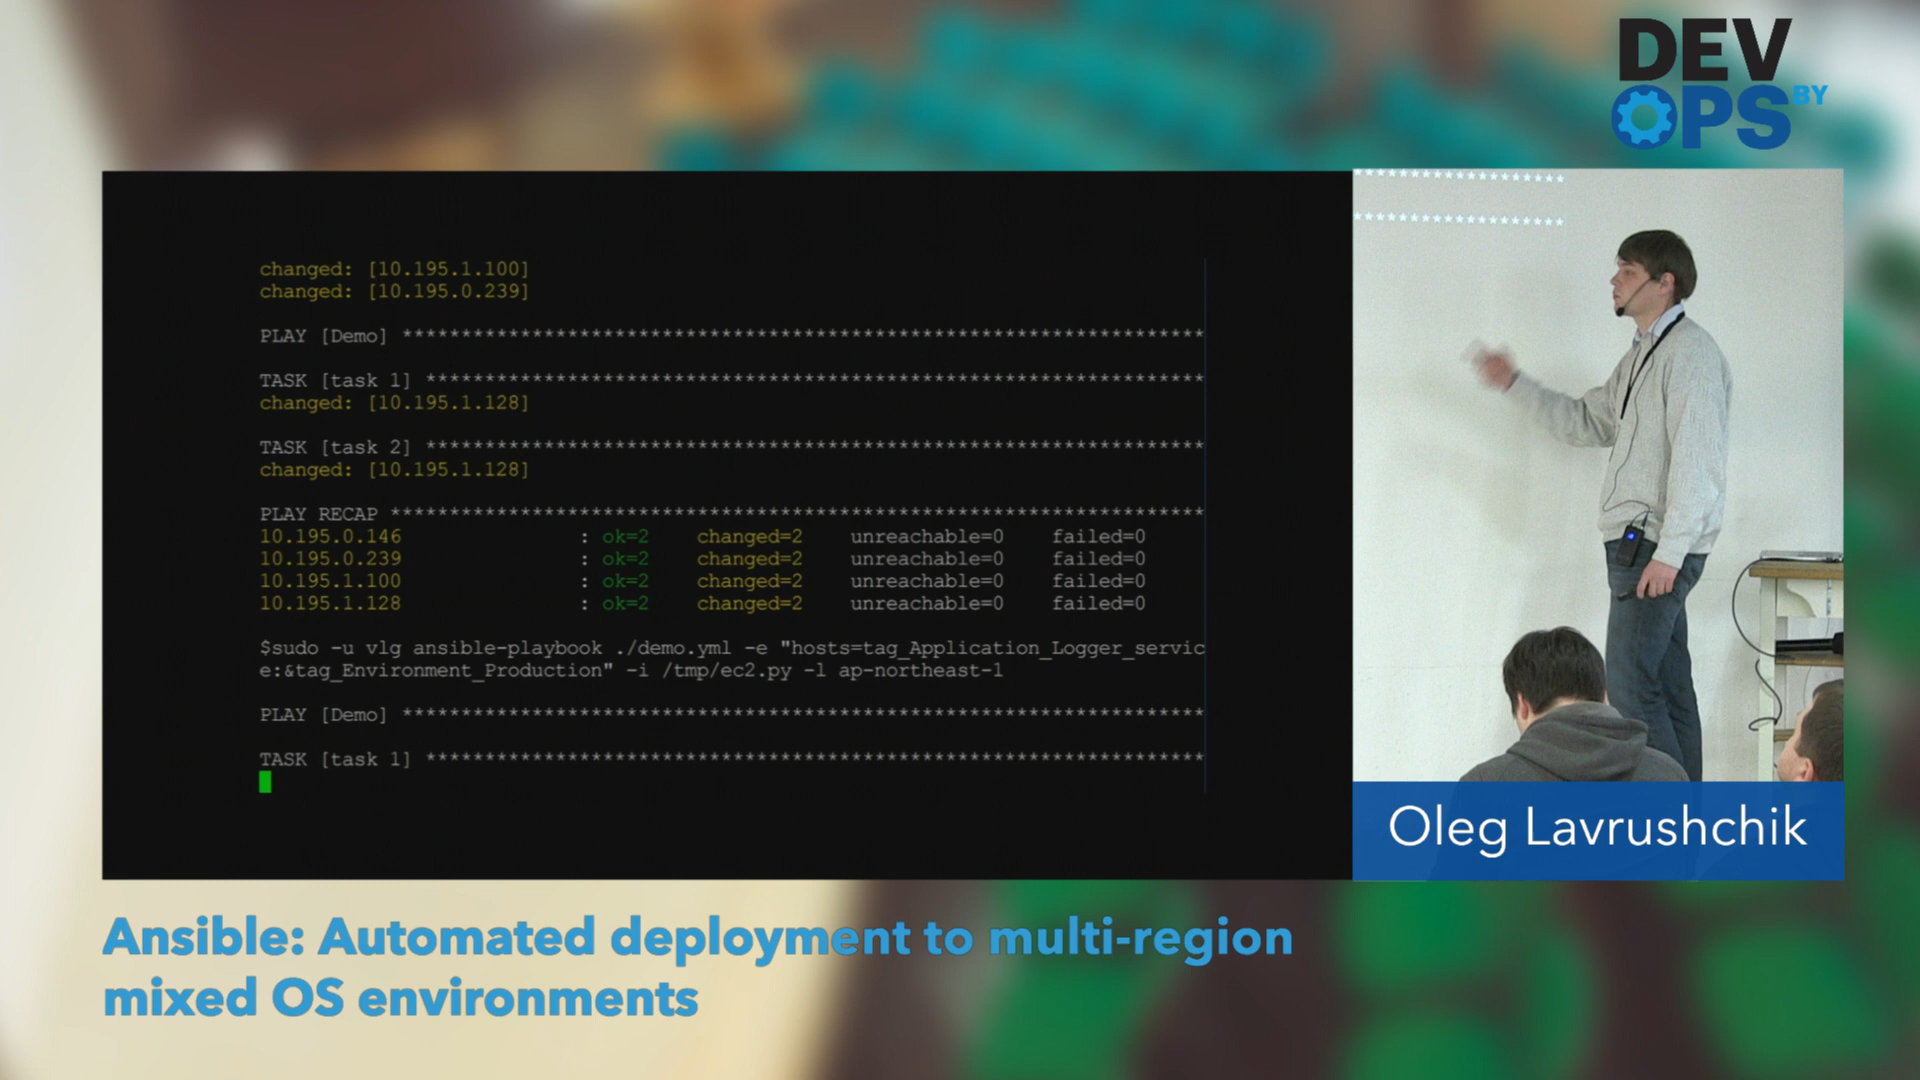 DEV
OPS BY
changed: [10.195.1.100]
changed: [10.195.0.239]
PLAY [Demo] ********************************************************************
TASK [task 1] ******************************************************************
changed: [10.195.1.128]
TASK [task 2] ******************************************************************
changed: [10.195.1.128]
PLAY RECAP *********************************************************************
10.195.0.146 : ok=2 changed=2 unreachable=0 failed=0
10.195.0.239 : ok=2 changed=2 unreachable=0 failed=0
10.195.1.100 : ok=2 changed=2 unreachable=0 failed=0
10.195.1.128 : ok=2 changed=2 unreachable=0 failed=0
$sudo -u vlg ansible-playbook ./demo.yml -e "hosts=tag_Application_Logger_servic
e:&tag_Environment_Production" -i /tmp/ec2.py -l ap-northeast-1
PLAY [Demo] ********************************************************************
TASK [task 1] ******************************************************************
Oleg Lavrushchik
Ansible: Automated deployment to multi-region
mixed OS environments